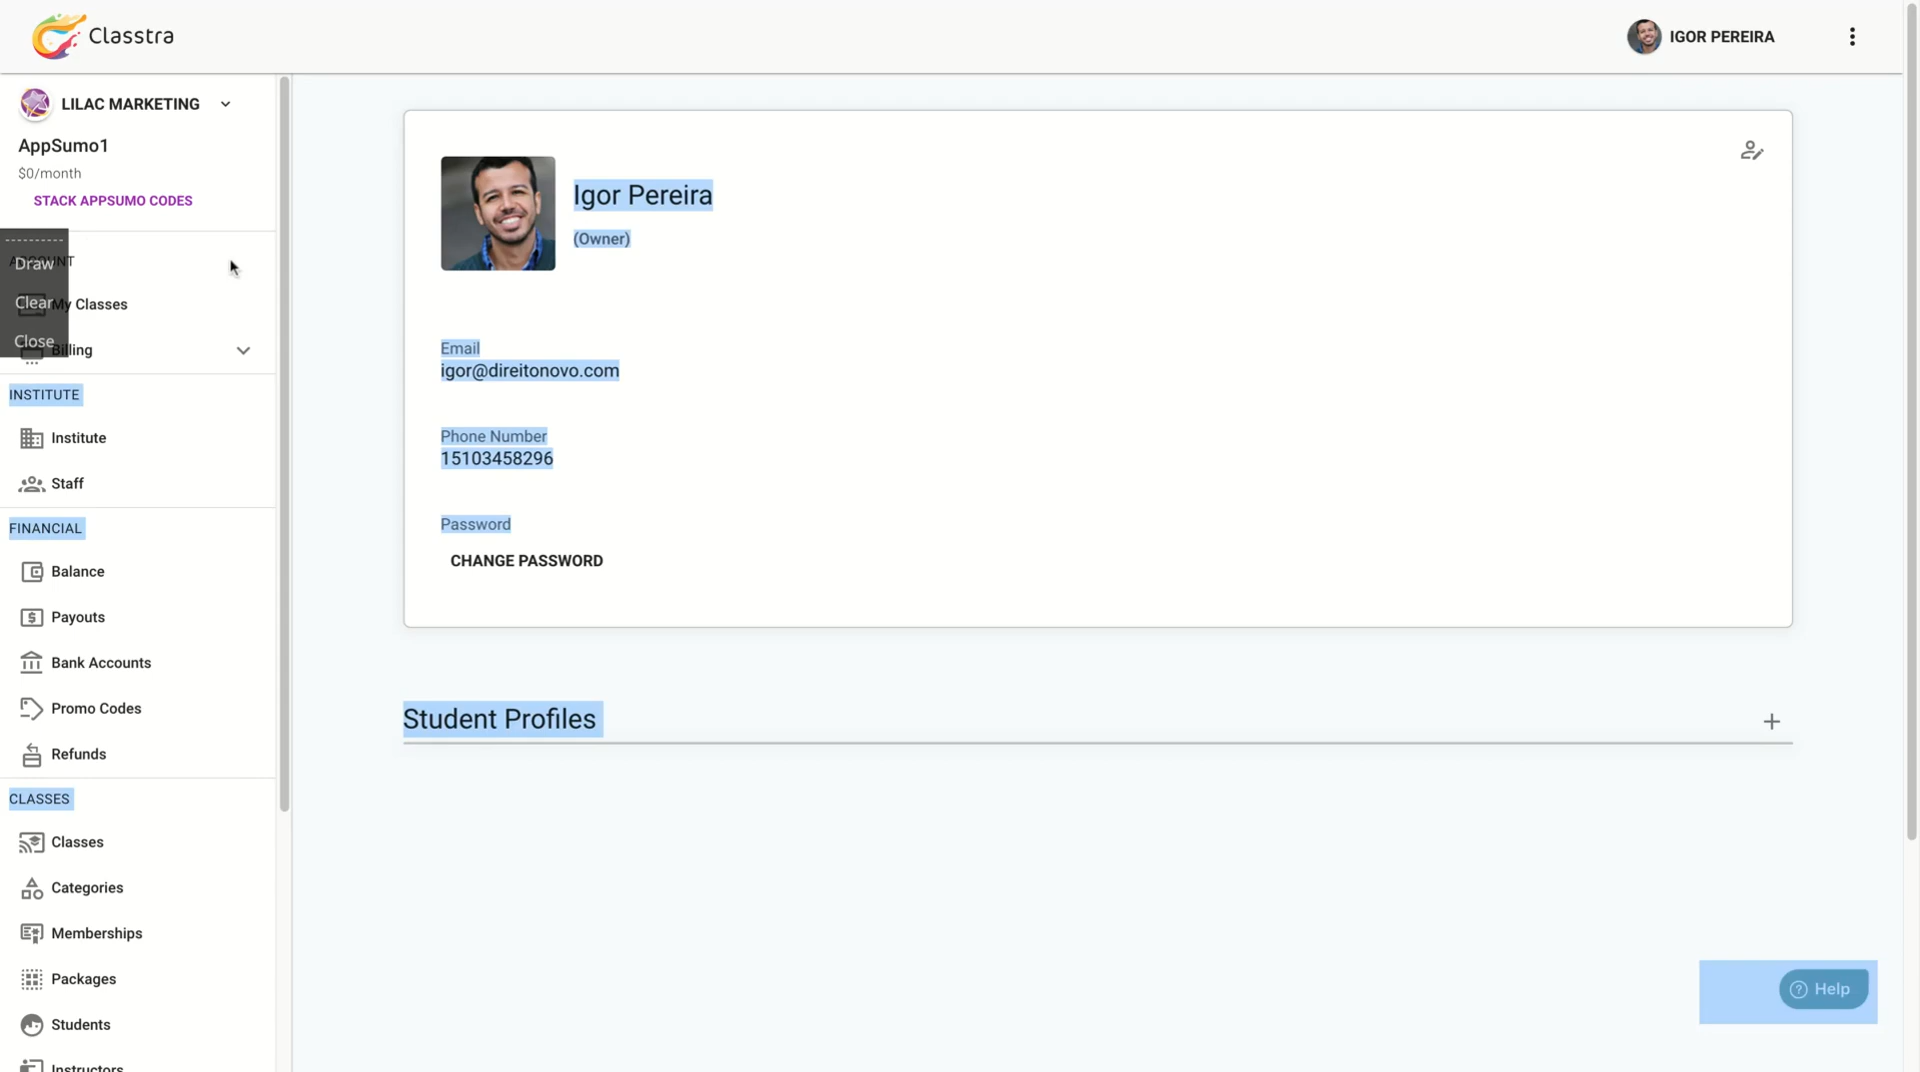 Classtra
IGOR PEREIRA
LILAC MARKETING
AppSumo1
$0/month
STACK APPSUMO CODES
ACCOUNT
Draw
Clear
My Classes
Close
Billing
INSTITUTE
Institute
Staff
FINANCIAL
Balance
Payouts
Bank Accounts
Promo Codes
Refunds
CLASSES
Classes
Categories
Memberships
Packages
Students
Instructors
Igor Pereira
(Owner)
Email
igor@direitonovo.com
Phone Number
15103458296
Password
CHANGE PASSWORD
Student Profiles
Help